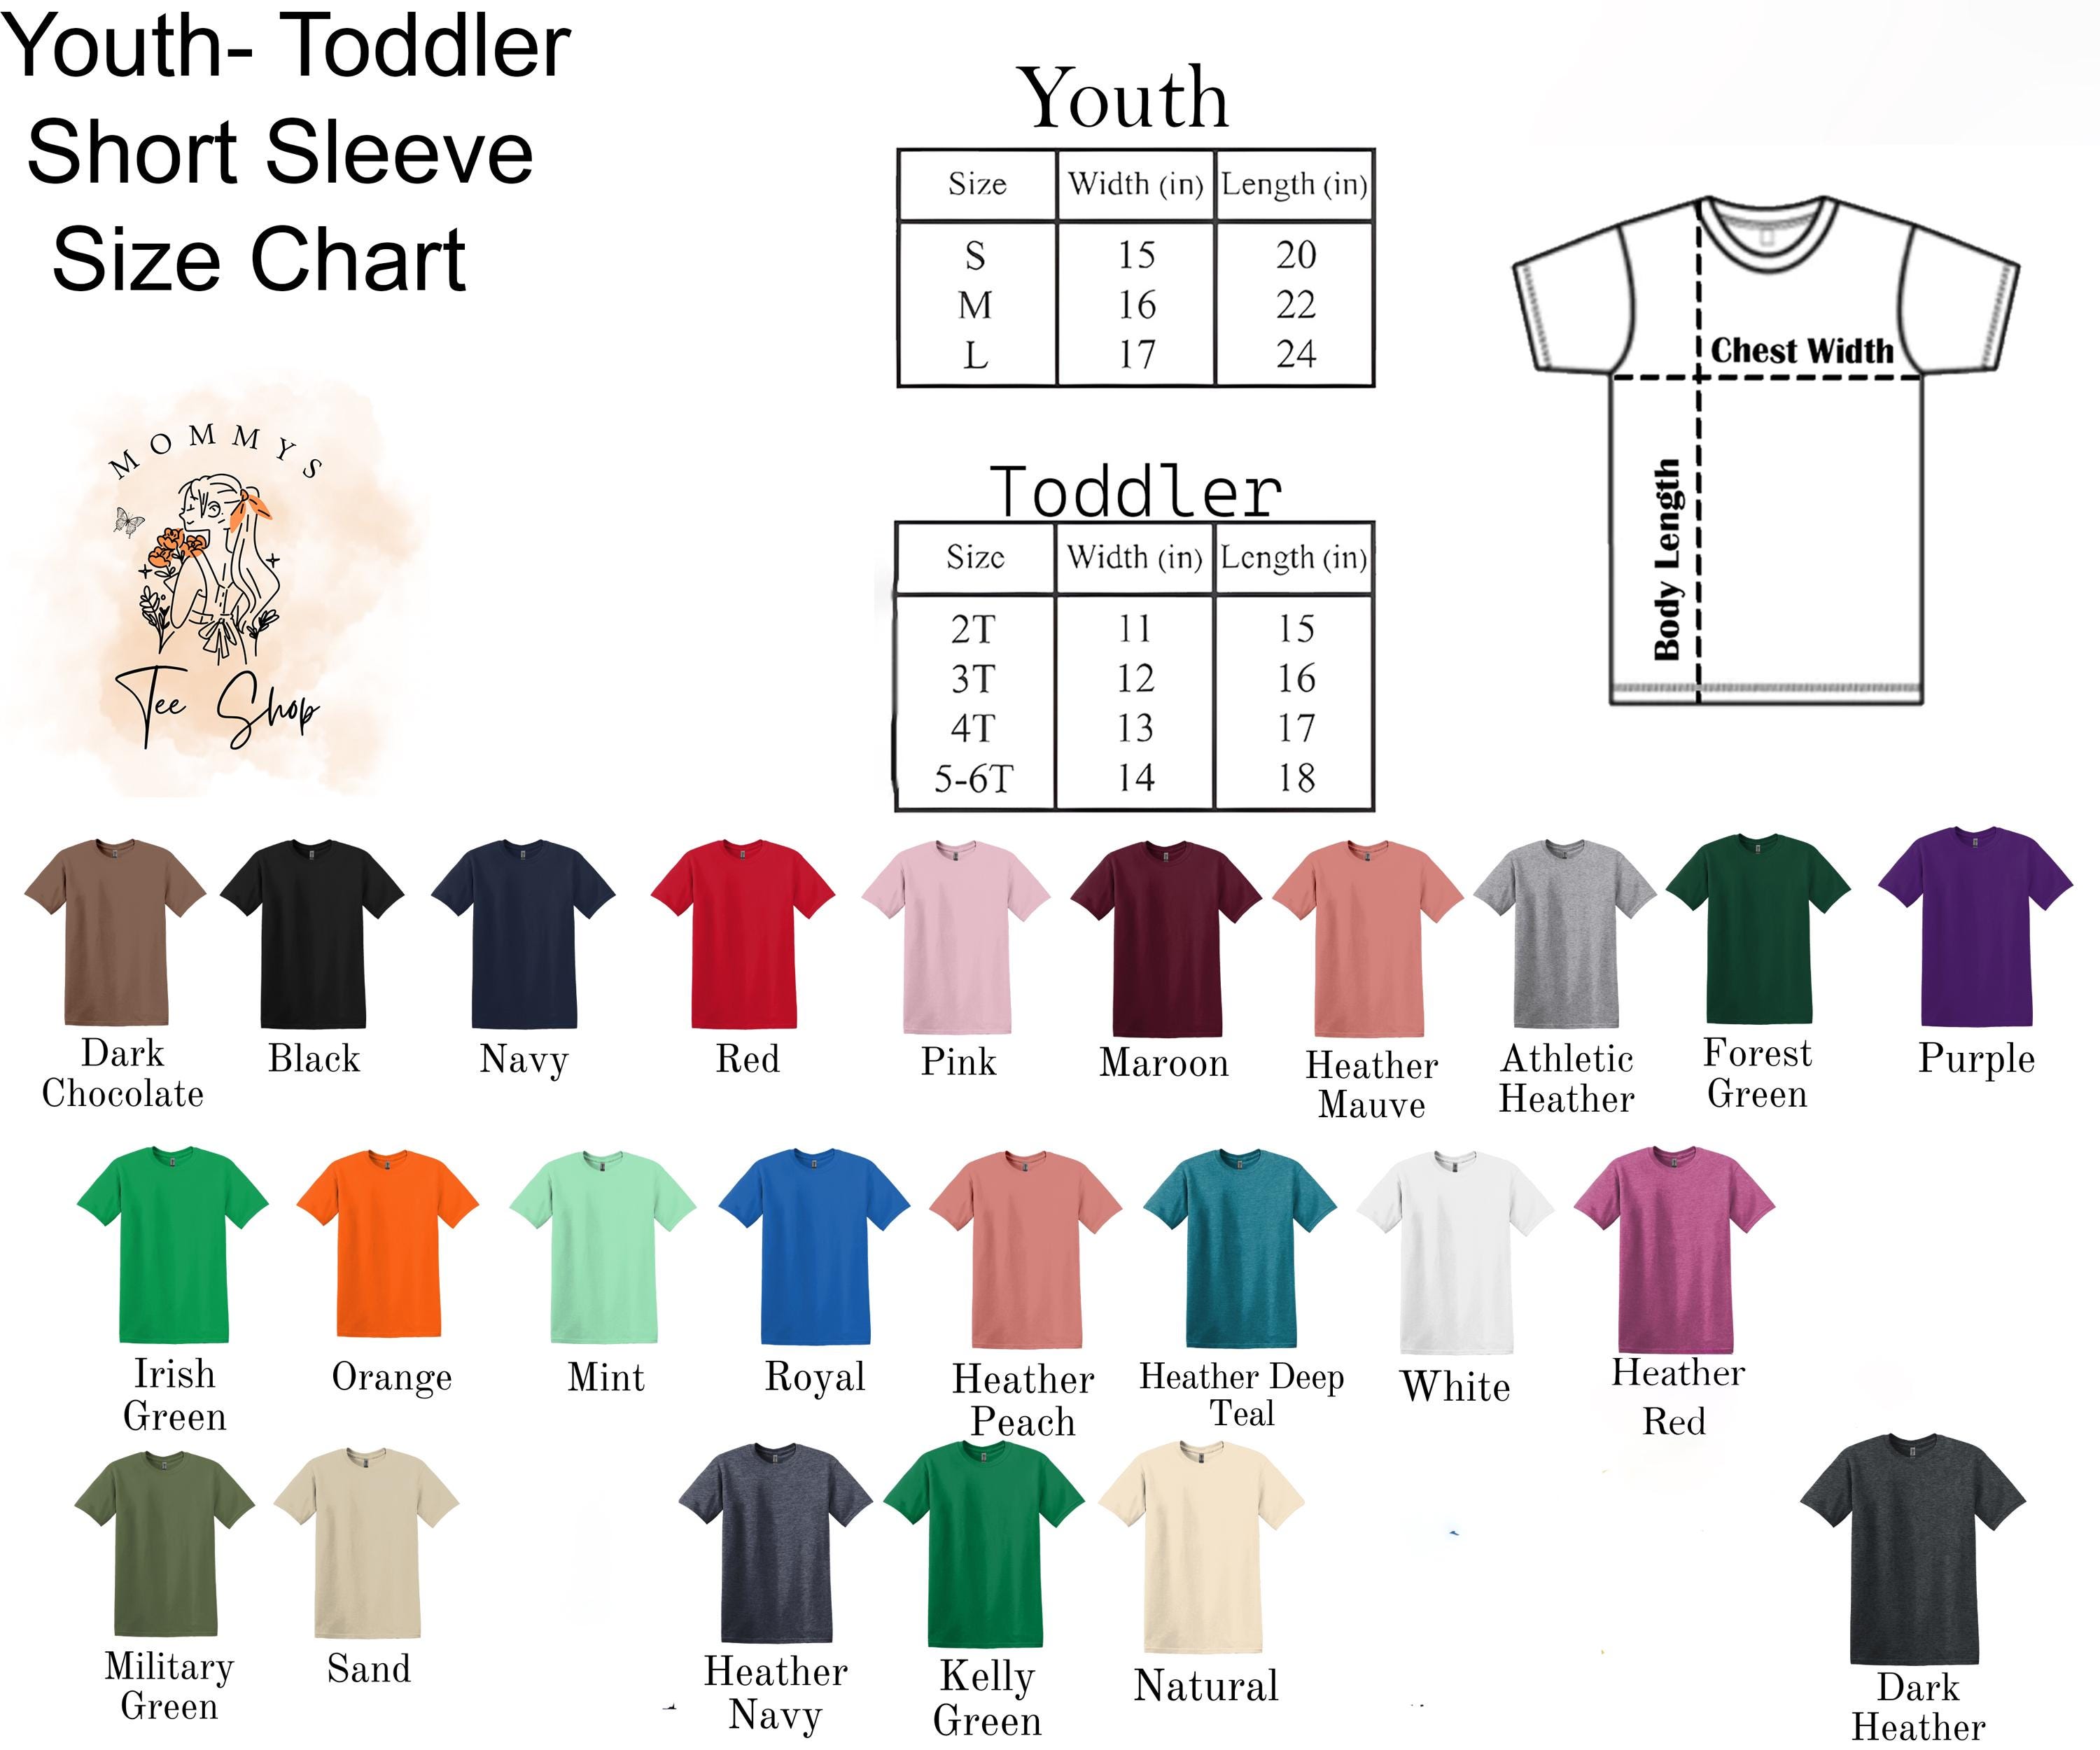 Youth- Toddler
Short Sleeve
Size Chart
MOMMYS
Tee Shop
Youth
Size Width (in) Length (in)
S 15 20
M 16 22
L 17 24
Toddler
Size Width (in) Length (in)
2T 11 15
3T 12 16
4T 13 17
5-6T 14 18
Chest Width
Body Length
Dark
Chocolate
Black
Navy
Red
Pink
Maroon
Heather
Mauve
Athletic
Heather
Forest
Green
Purple
Irish
Green
Orange
Mint
Royal
Heather
Peach
Heather Deep
Teal
White
Heather
Red
Military
Green
Sand
Heather
Navy
Kelly
Green
Natural
Dark
Heather